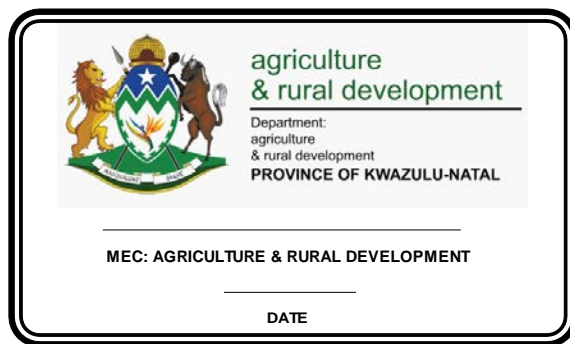 agriculture
& rural development
Department:
agriculture
& rural development
PROVINCE OF KWAZULU-NATAL
MEC: AGRICULTURE & RURAL DEVELOPMENT
DATE